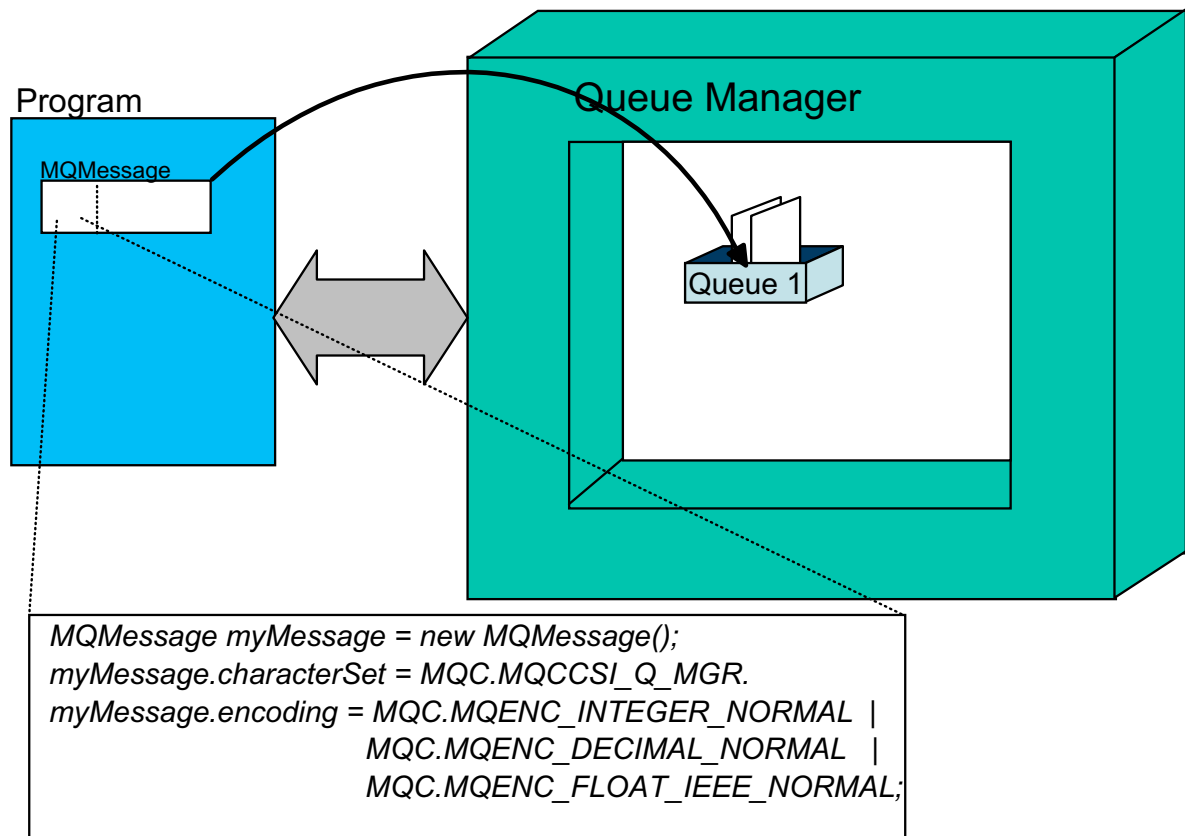 Program
Queue Manager
MQMessage
Queue 1
MQMessage myMessage = new MQMessage();
myMessage.characterSet = MQC.MQCCSI_Q_MGR.
myMessage.encoding = MQC.MQENC_INTEGER_NORMAL |
MQC.MQENC_DECIMAL_NORMAL |
MQC.MQENC_FLOAT_IEEE_NORMAL;